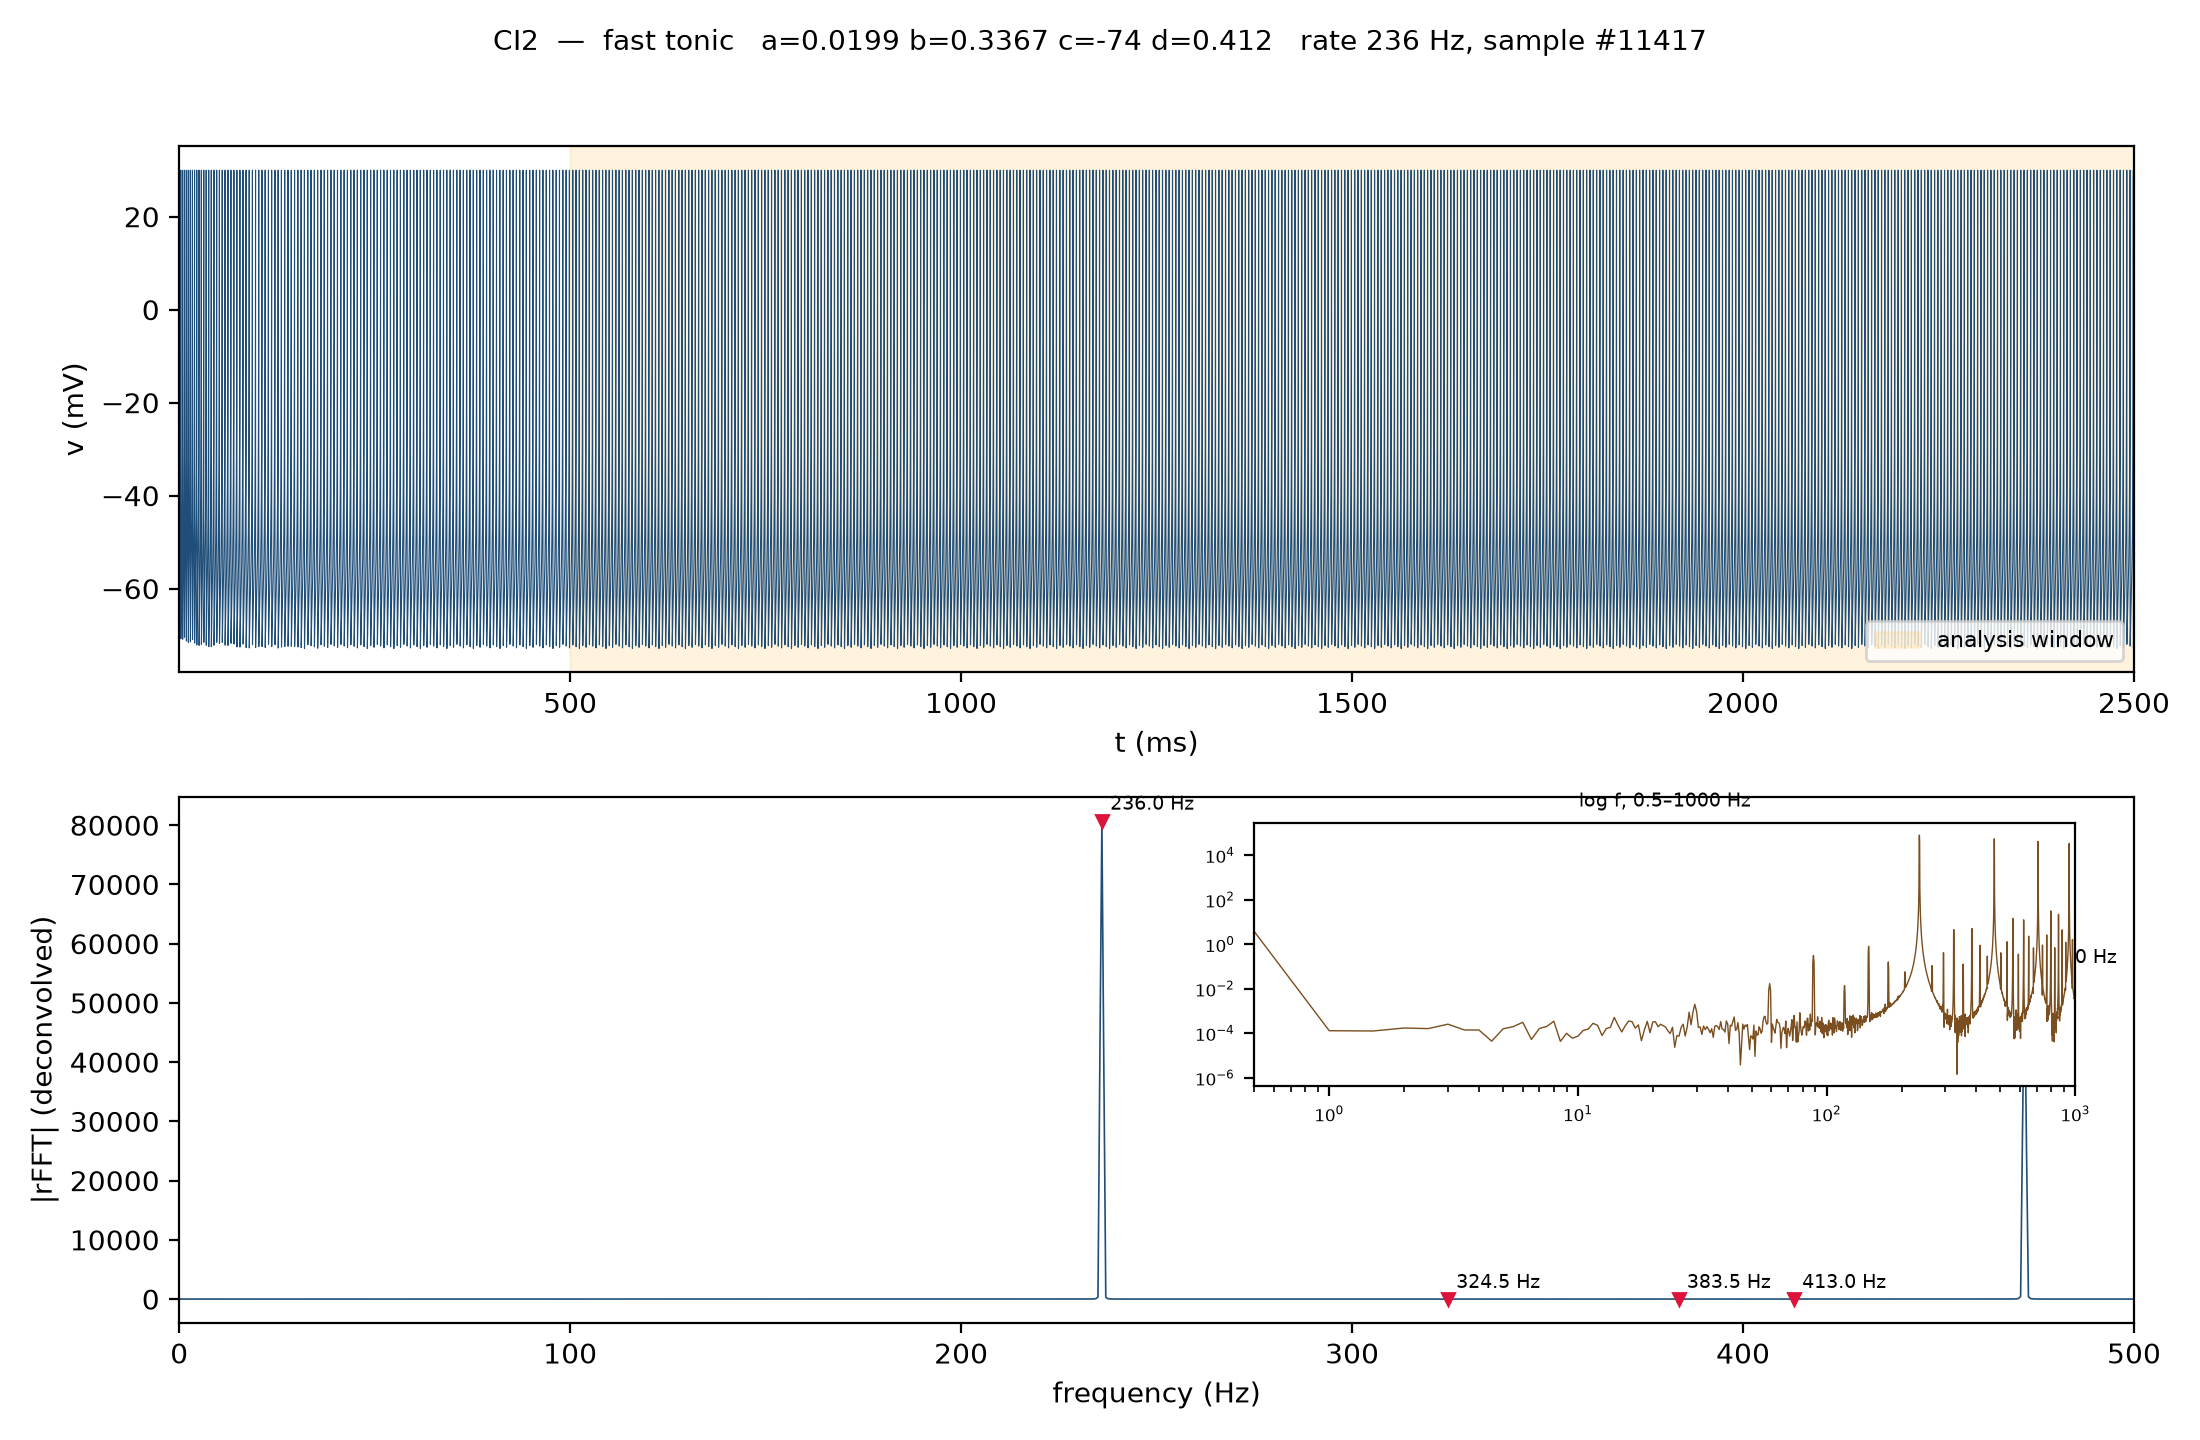 CI2 — fast tonic a=0.0199 b=0.3367 c=-74 d=0.412 rate 236 Hz, sample #11417
v (mV)
20
0
−20
−40
−60
analysis window
500
1000
1500
2000
2500
t (ms)
|rFFT| (deconvolved)
80000
70000
60000
50000
40000
30000
20000
10000
0
236.0 Hz
log f, 0.5–1000 Hz
10^4
10^2
10^0
10^−2
10^−4
10^−6
0 Hz
10^0
10^1
10^2
10^3
324.5 Hz
383.5 Hz
413.0 Hz
0
100
200
300
400
500
frequency (Hz)